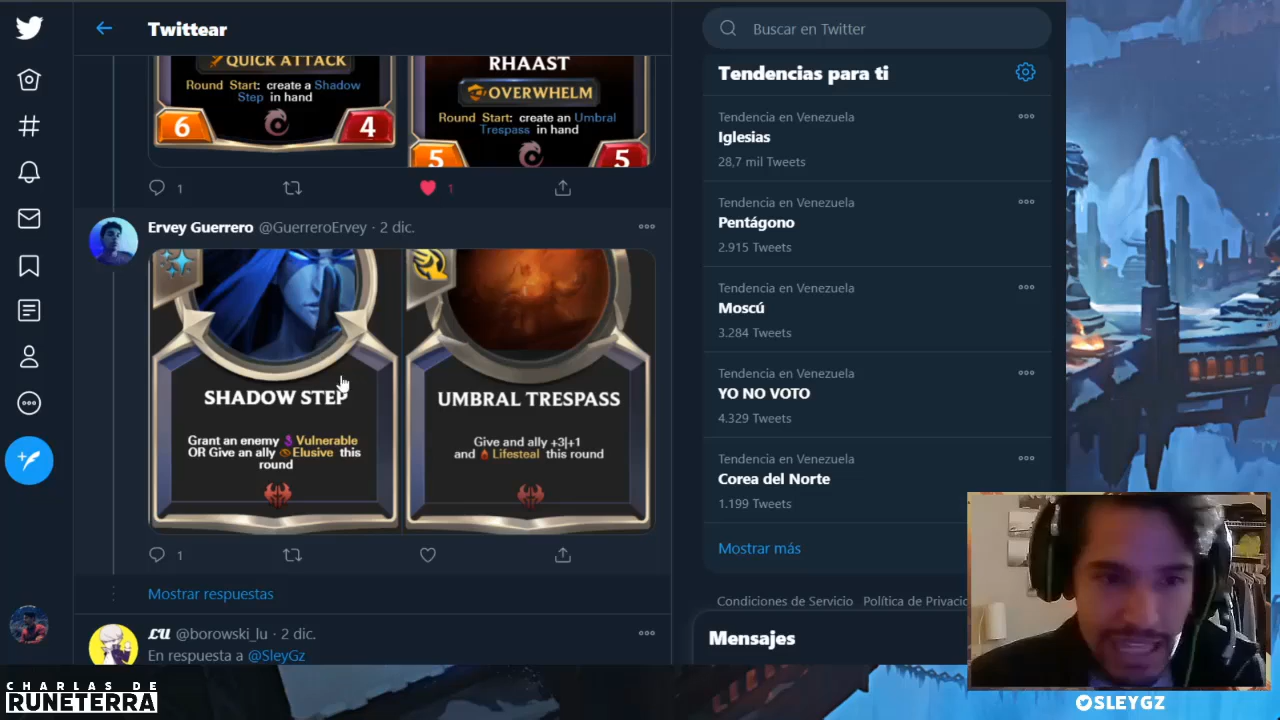 Twittear
QUICK ATTACK
Round Start: create a Shadow
Step in hand
6
4
RHAAST
OVERWHELM
Round Start: create an Umbral
Trespass in hand
5
5
1
1
Ervey Guerrero @GuerreroErvey · 2 dic.
SHADOW STEP
Grant an enemy Vulnerable
OR Give an ally Elusive this
round
UMBRAL TRESPASS
Give and ally +3|+1
and Lifesteal this round
1
Mostrar respuestas
LU @borowski_lu · 2 dic.
En respuesta a @SleyGz
Buscar en Twitter
Tendencias para ti
Tendencia en Venezuela
Iglesias
28,7 mil Tweets
Tendencia en Venezuela
Pentágono
2.915 Tweets
Tendencia en Venezuela
Moscú
3.284 Tweets
Tendencia en Venezuela
YO NO VOTO
4.329 Tweets
Tendencia en Venezuela
Corea del Norte
1.199 Tweets
Mostrar más
Condiciones de Servicio Política de Privacid
Mensajes
CHARLAS DE
RUNETERRA
SLEYGZ